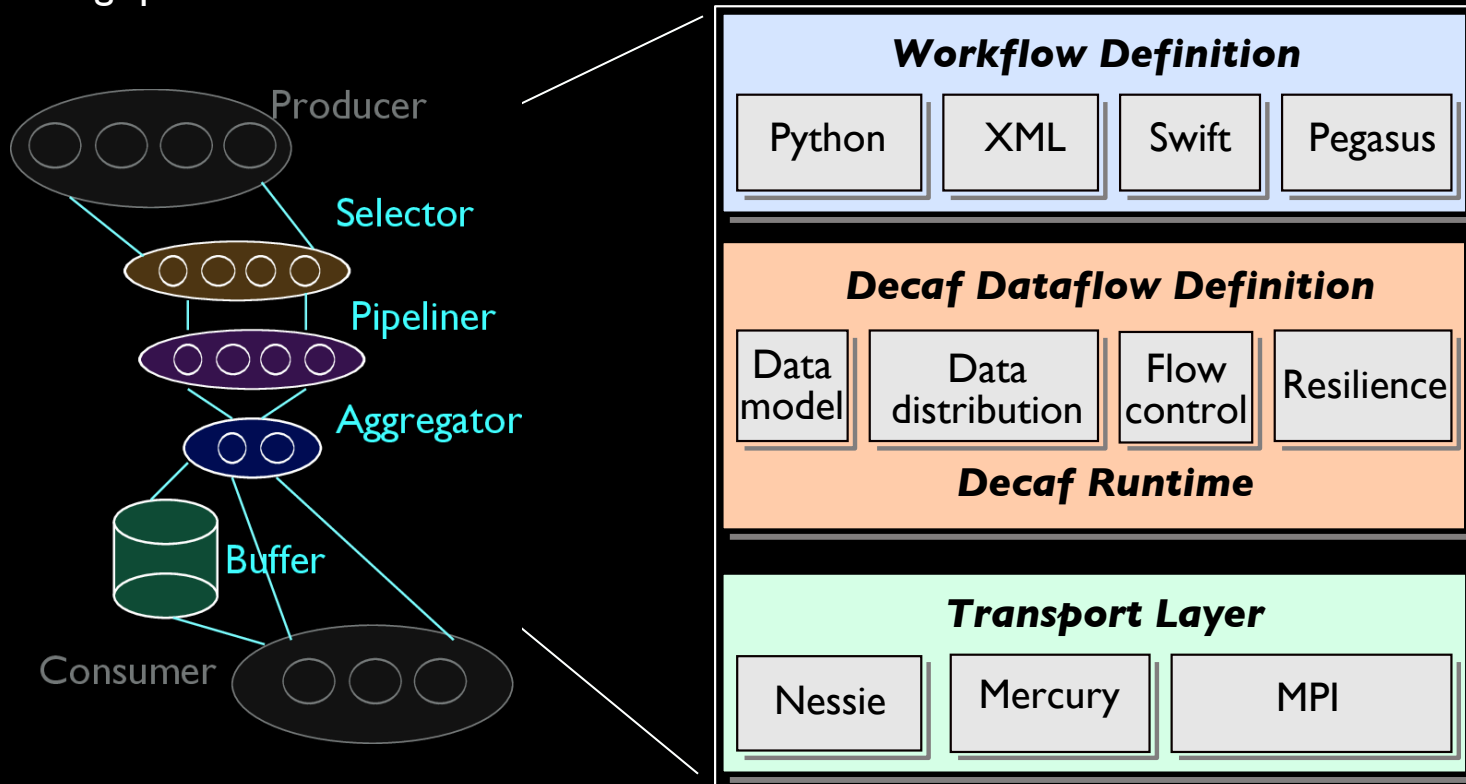 Producer
Selector
Pipeliner
Aggregator
Buffer
Consumer
Workflow Definition
Python
XML
Swift
Pegasus
Decaf Dataflow Definition
Data
model
Data
distribution
Flow
control
Resilience
Decaf Runtime
Transport Layer
Nessie
Mercury
MPI